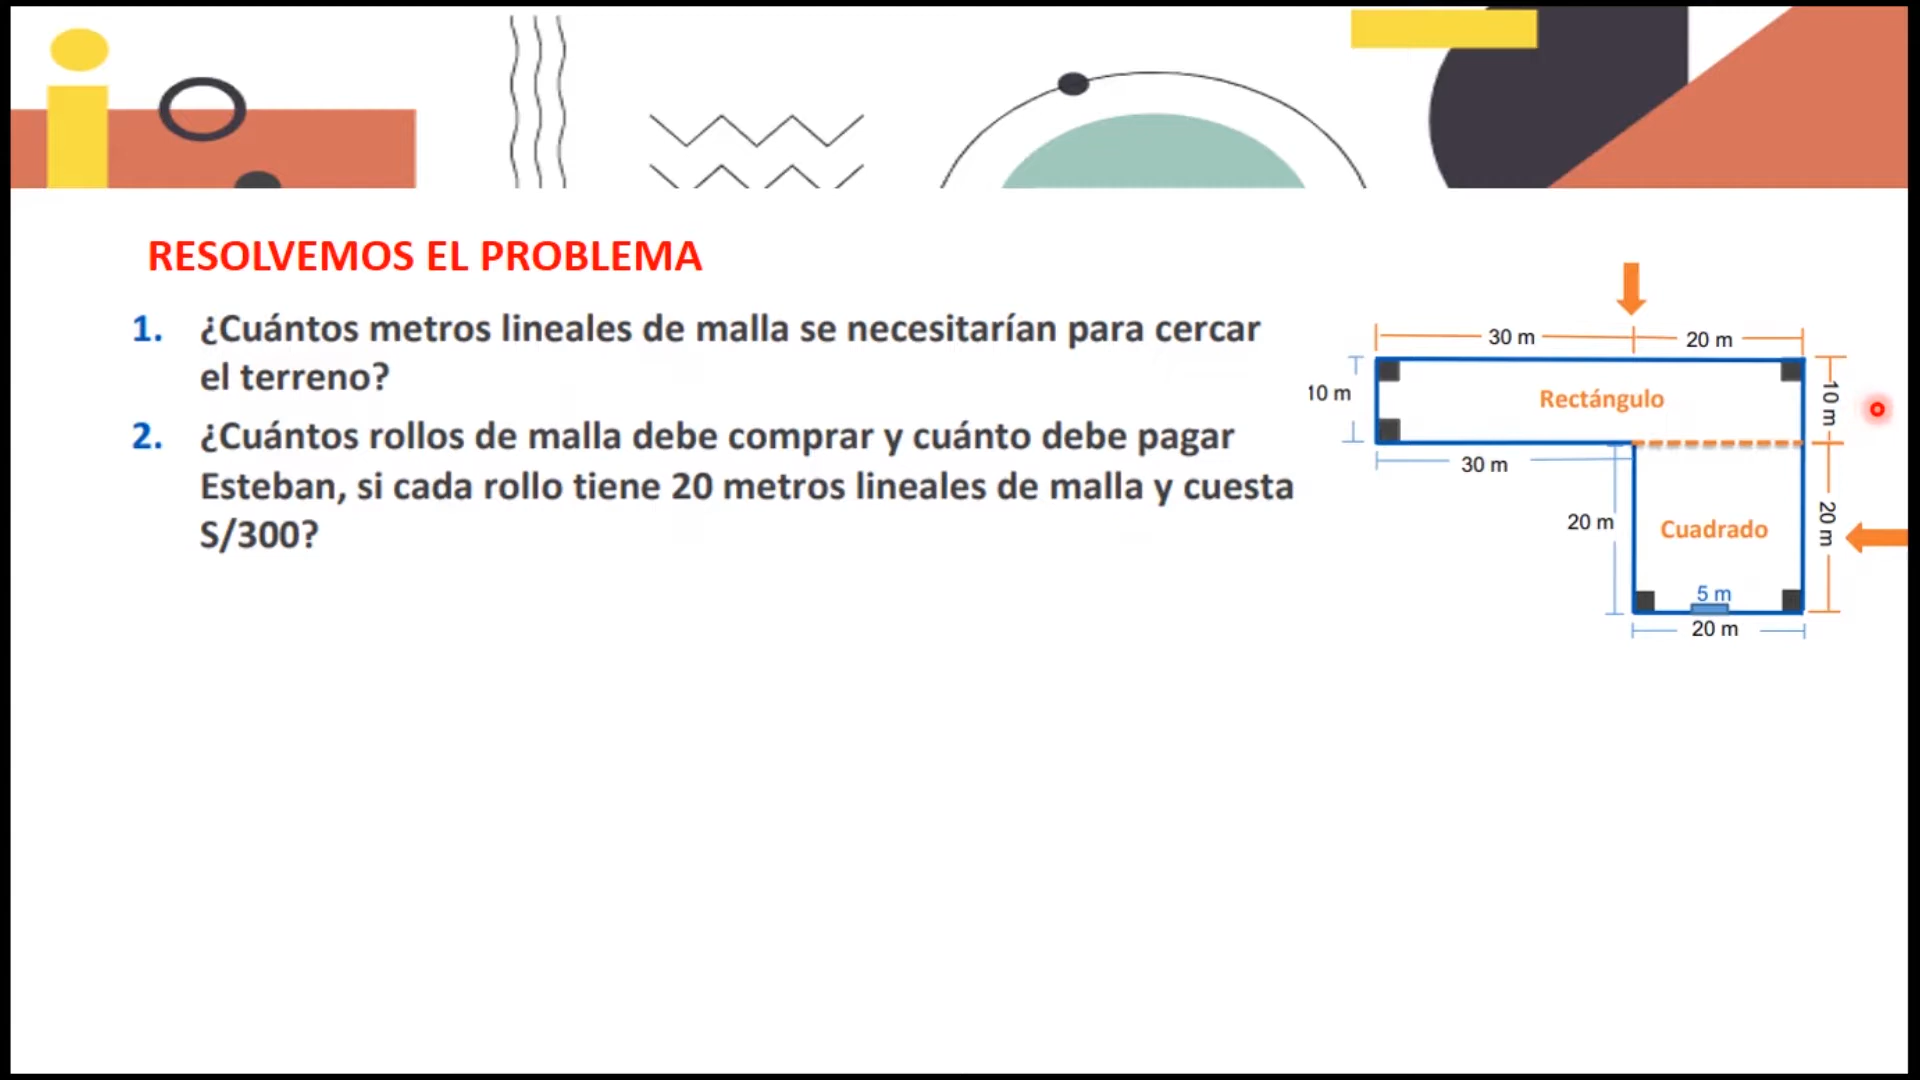 RESOLVEMOS EL PROBLEMA
1. ¿Cuántos metros lineales de malla se necesitarían para cercar
el terreno?
2. ¿Cuántos rollos de malla debe comprar y cuánto debe pagar
Esteban, si cada rollo tiene 20 metros lineales de malla y cuesta
S/300?
30 m
20 m
10 m
Rectángulo
10 m
30 m
20 m
Cuadrado
20 m
5 m
20 m